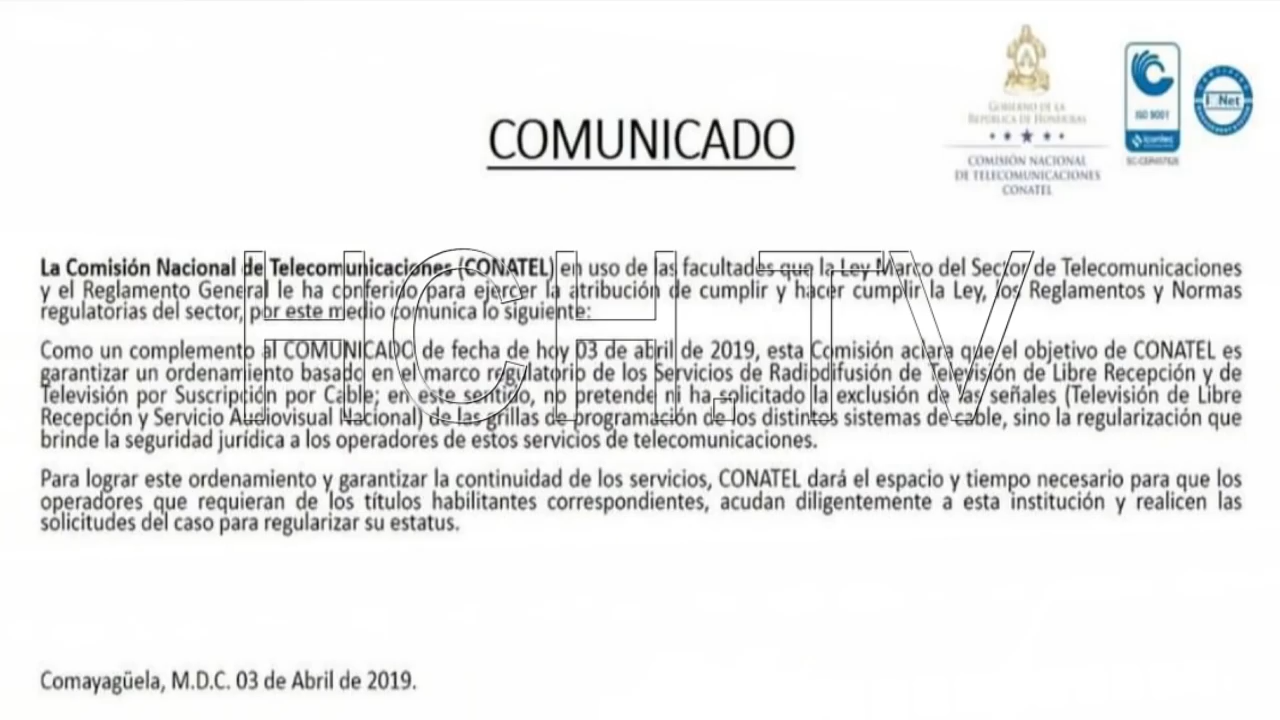 COMUNICADO
GOBIERNO DE LA
REPÚBLICA DE HONDURAS
COMISIÓN NACIONAL
DE TELECOMUNICACIONES
CONATEL
ISO 9001
icontec
IQNet
La Comisión Nacional de Telecomunicaciones (CONATEL) en uso de las facultades que la Ley Marco del Sector de Telecomunicaciones
y el Reglamento General le ha conferido para ejercer la atribución de cumplir y hacer cumplir la Ley, los Reglamentos y Normas
regulatorias del sector, por este medio comunica lo siguiente:
Como un complemento al COMUNICADO de fecha de hoy 03 de abril de 2019, esta Comisión aclara que el objetivo de CONATEL es
garantizar un ordenamiento basado en el marco regulatorio de los Servicios de Radiodifusión de Televisión de Libre Recepción y de
Televisión por Suscripción por Cable; en este sentido, no pretende ni ha solicitado la exclusión de las señales (Televisión de Libre
Recepción y Servicio Audiovisual Nacional) de las grillas de programación de los distintos sistemas de cable, sino la regularización que
brinde la seguridad jurídica a los operadores de estos servicios de telecomunicaciones.
Para lograr este ordenamiento y garantizar la continuidad de los servicios, CONATEL dará el espacio y tiempo necesario para que los
operadores que requieran de los títulos habilitantes correspondientes, acudan diligentemente a esta institución y realicen las
solicitudes del caso para regularizar su estatus.
HCH.TV
Comayagüela, M.D.C. 03 de Abril de 2019.